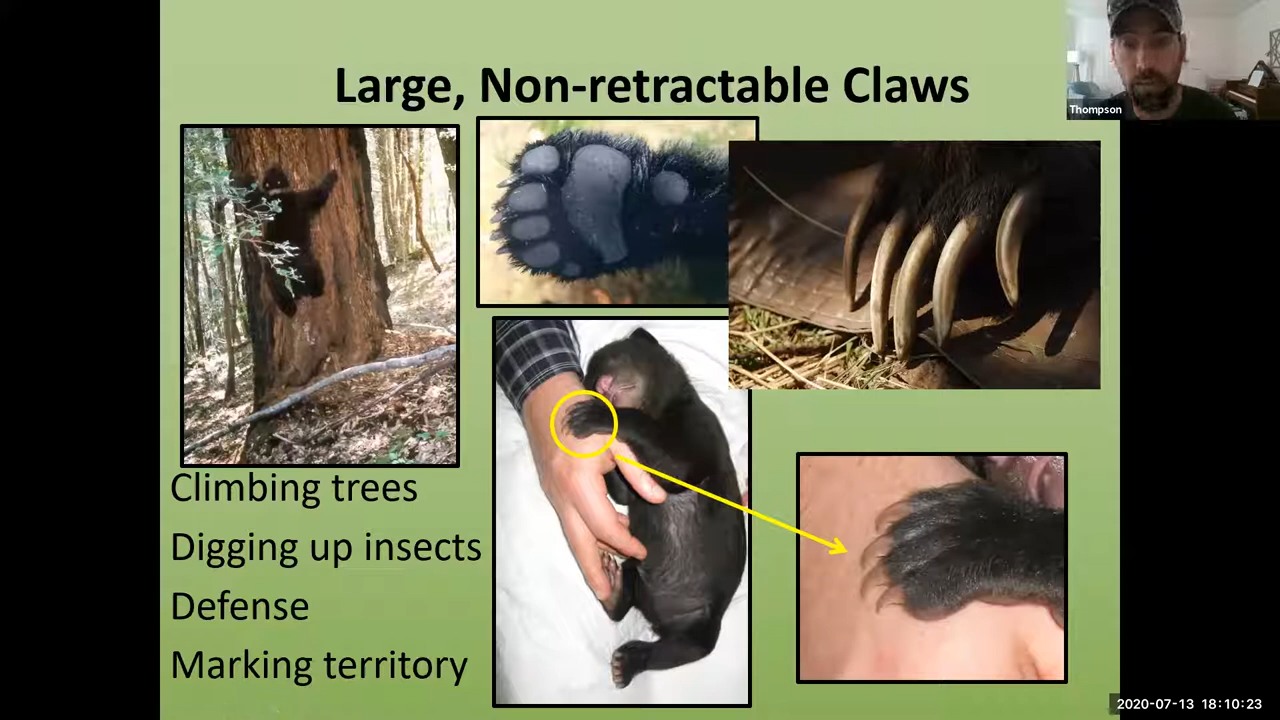 Large, Non-retractable Claws
Thompson
Climbing trees
Digging up insects
Defense
Marking territory
2020-07-13 18:10:23